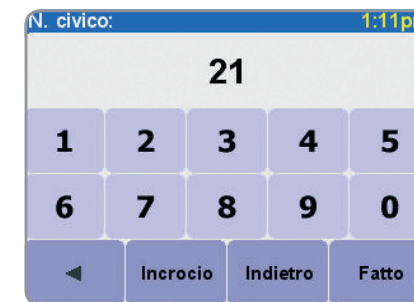 N. civico: 1:11p
21
1 2 3 4 5
6 7 8 9 0
◄ Incrocio Indietro Fatto